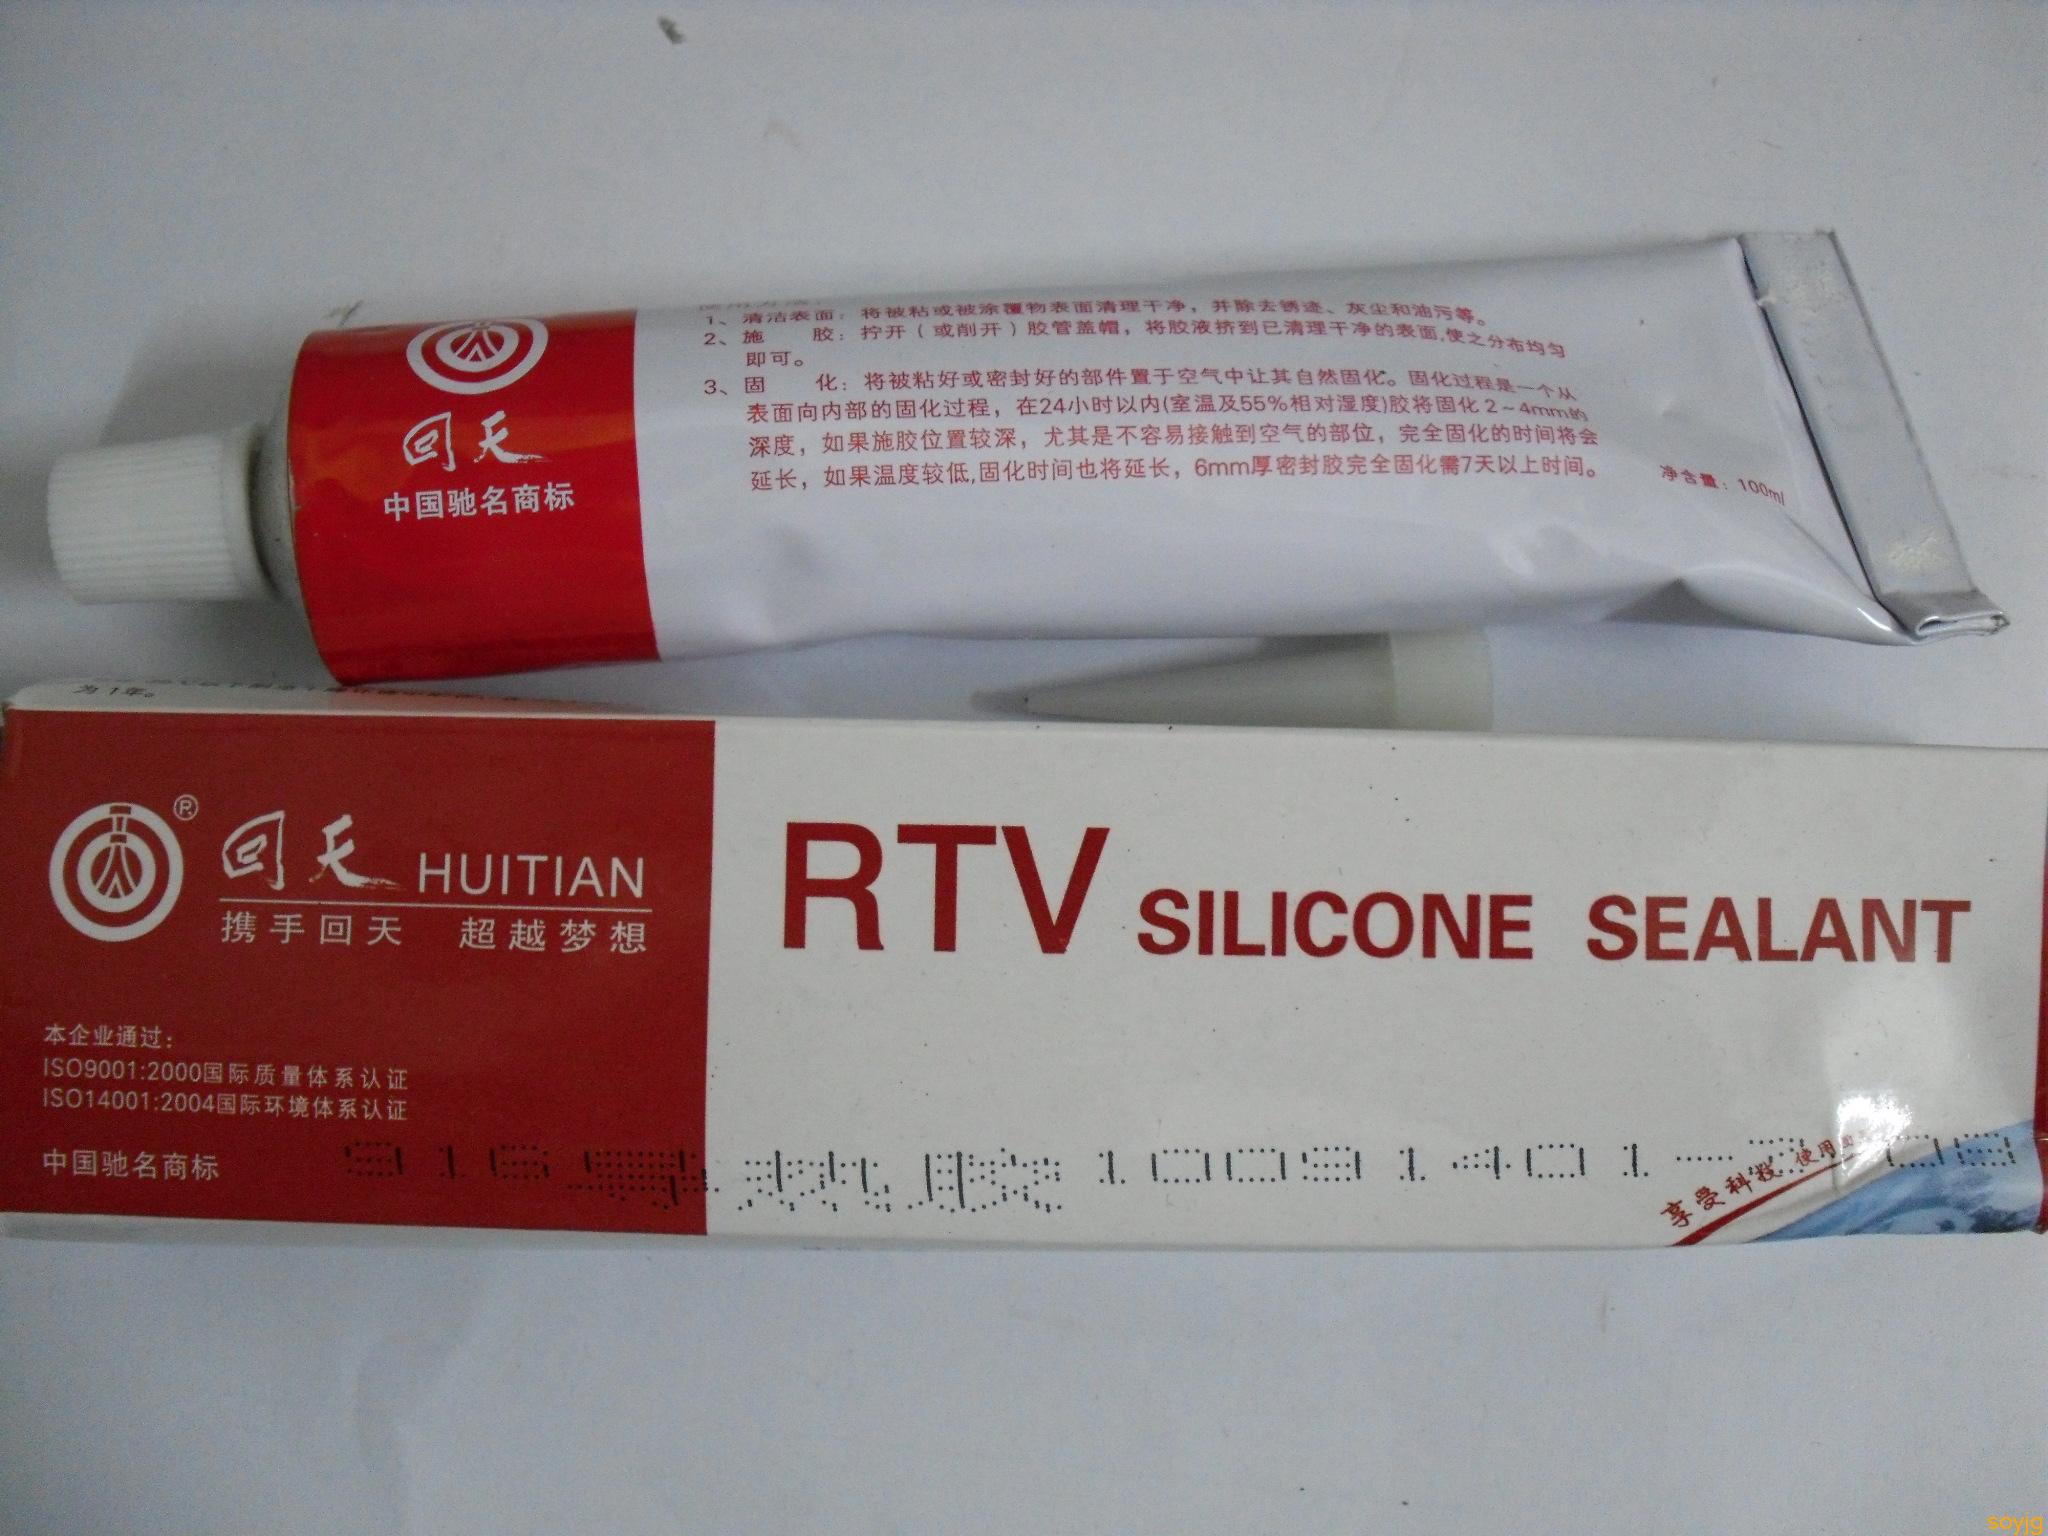 1、清洁表面：将被粘或被涂覆物表面清理干净，并除去锈迹、灰尘和油污等。
2、施 胶：拧开（或削开）胶管盖帽，将胶液挤到已清理干净的表面,使之分布均匀
即可。
3、固 化：将被粘好或密封好的部件置于空气中让其自然固化。固化过程是一个从
表面向内部的固化过程，在24小时以内(室温及55%相对湿度)胶将固化2~4mm的
深度，如果施胶位置较深，尤其是不容易接触到空气的部位，完全固化的时间将会
延长，如果温度较低,固化时间也将延长，6mm厚密封胶完全固化需7天以上时间。
净含量：100ml
回天
中国驰名商标
为1年。
®
回天 HUITIAN
携手回天 超越梦想
RTV SILICONE SEALANT
本企业通过：
ISO9001:2000国际质量体系认证
ISO14001:2004国际环境体系认证
中国驰名商标
胶 10091401
享受科技 使用回
soyjg